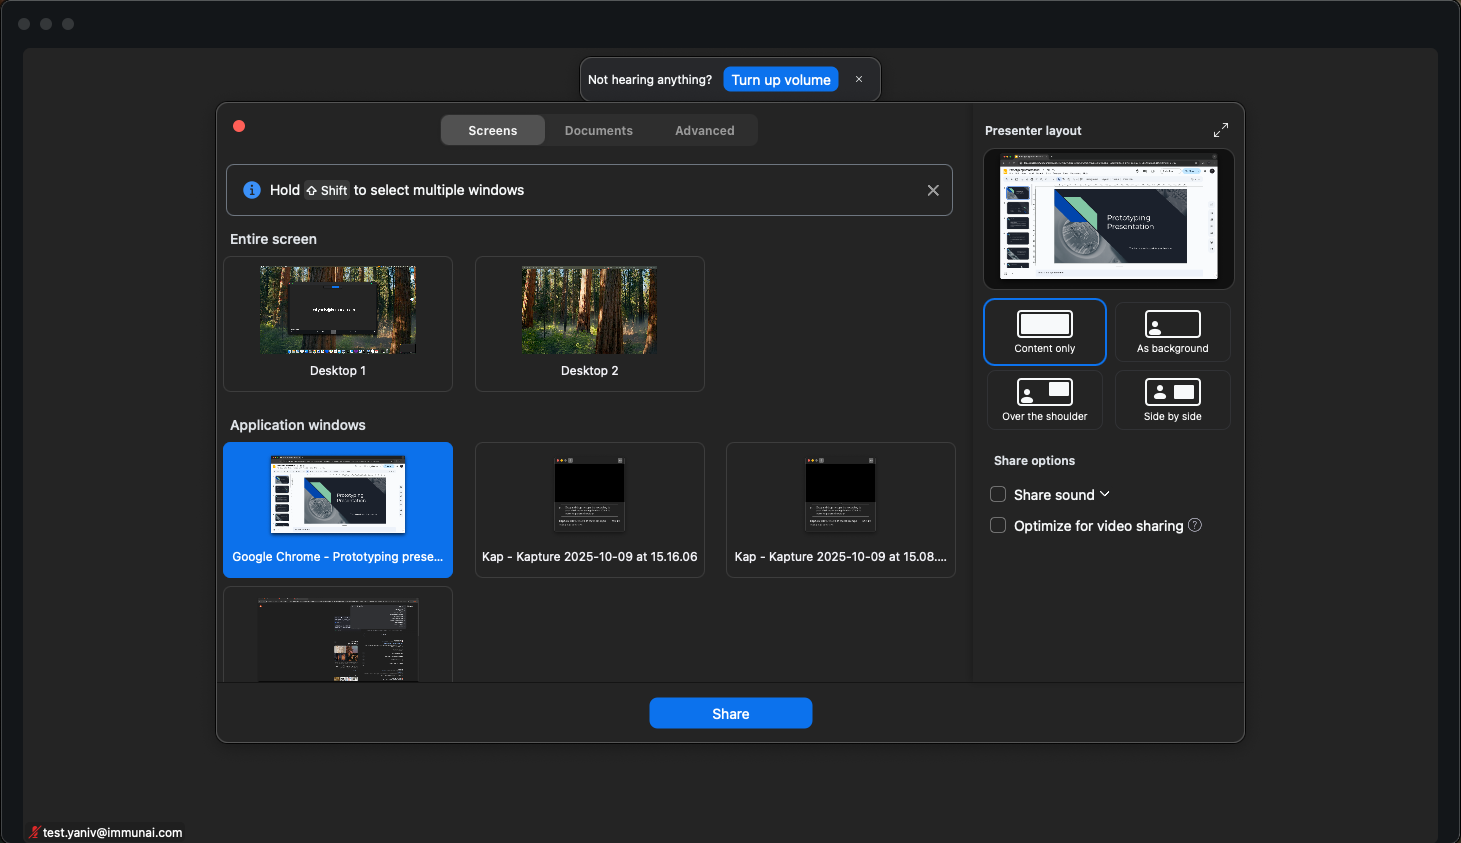 Not hearing anything? Turn up volume
Screens Documents Advanced
Hold Shift to select multiple windows
Entire screen
Desktop 1 Desktop 2
Application windows
Prototyping
Presentation
Google Chrome - Prototyping prese... Kap - Kapture 2025-10-09 at 15.16.06 Kap - Kapture 2025-10-09 at 15.08....
Share
Presenter layout
Prototyping
Presentation
Content only As background
Over the shoulder Side by side
Share options
Share sound
Optimize for video sharing ?
test.yaniv@immunai.com